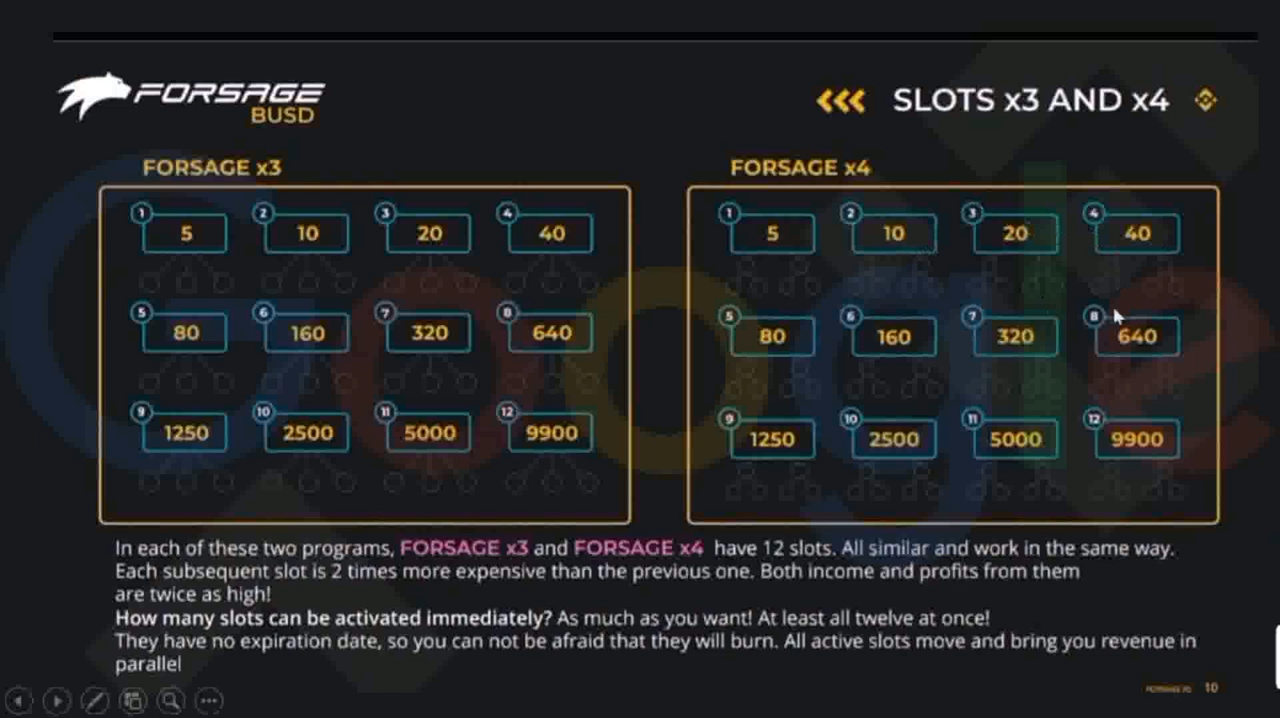 FORSAGE
BUSD
SLOTS x3 AND x4
FORSAGE x3
FORSAGE x4
1 2 3 4
5 10 20 40
5 6 7 8
80 160 320 640
9 10 11 12
1250 2500 5000 9900
1 2 3 4
5 10 20 40
5 6 7 8
80 160 320 640
9 10 11 12
1250 2500 5000 9900
In each of these two programs, FORSAGE x3 and FORSAGE x4 have 12 slots. All similar and work in the same way.
Each subsequent slot is 2 times more expensive than the previous one. Both income and profits from them
are twice as high!
How many slots can be activated immediately? As much as you want! At least all twelve at once!
They have no expiration date, so you can not be afraid that they will burn. All active slots move and bring you revenue in
parallel
10
Google